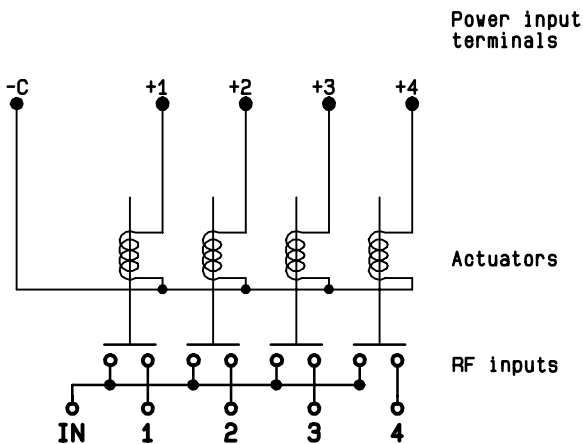 Power input
terminals
-C +1 +2 +3 +4
Actuators
RF inputs
IN 1 2 3 4